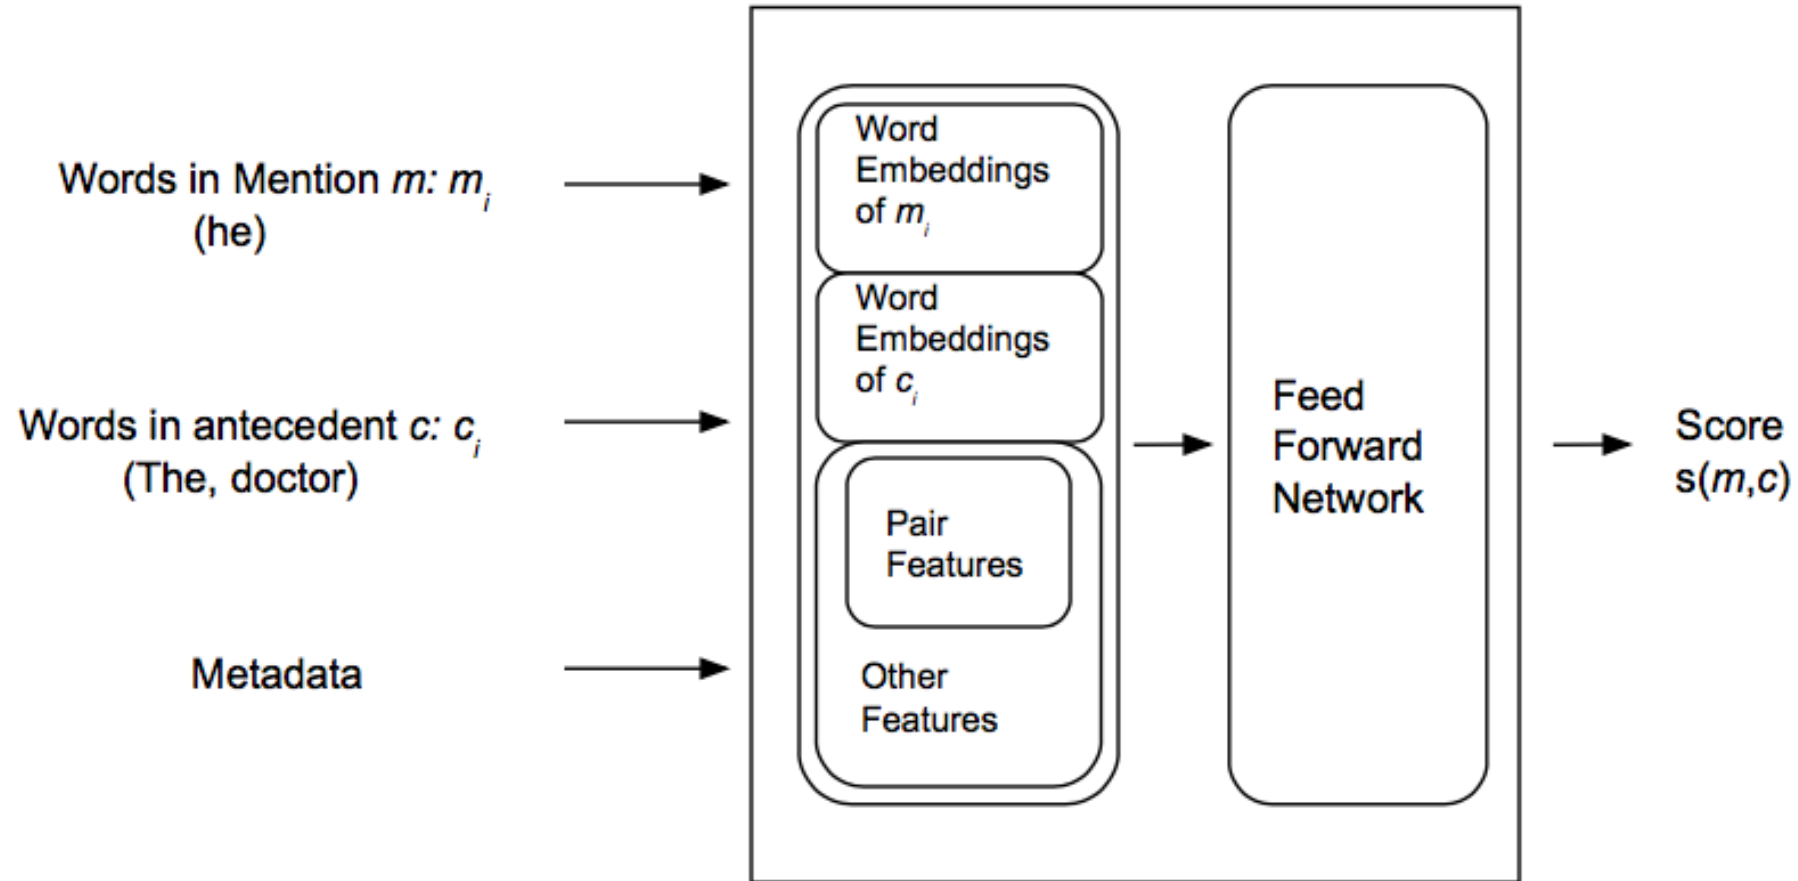 Words in Mention m: mᵢ
(he)
Words in antecedent c: cᵢ
(The, doctor)
Metadata
Word
Embeddings
of mᵢ
Word
Embeddings
of cᵢ
Pair
Features
Other
Features
Feed
Forward
Network
Score
s(m,c)